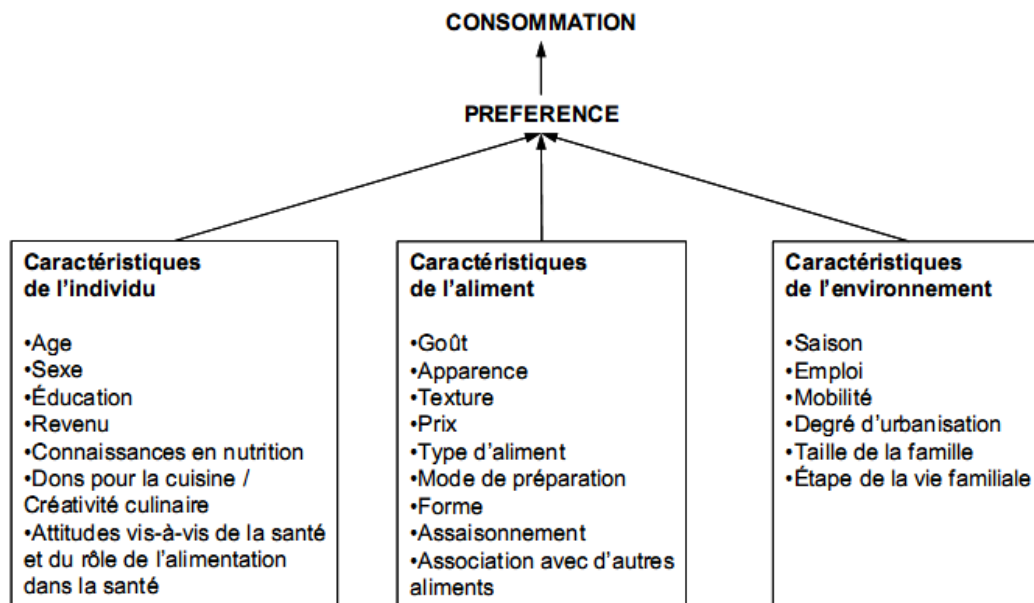 CONSOMMATION
PREFERENCE
Caractéristiques
de l'individu
•Age
•Sexe
•Éducation
•Revenu
•Connaissances en nutrition
•Dons pour la cuisine /
Créativité culinaire
•Attitudes vis-à-vis de la santé
et du rôle de l'alimentation
dans la santé
Caractéristiques
de l'aliment
•Goût
•Apparence
•Texture
•Prix
•Type d'aliment
•Mode de préparation
•Forme
•Assaisonnement
•Association avec d'autres
aliments
Caractéristiques
de l'environnement
•Saison
•Emploi
•Mobilité
•Degré d'urbanisation
•Taille de la famille
•Étape de la vie familiale